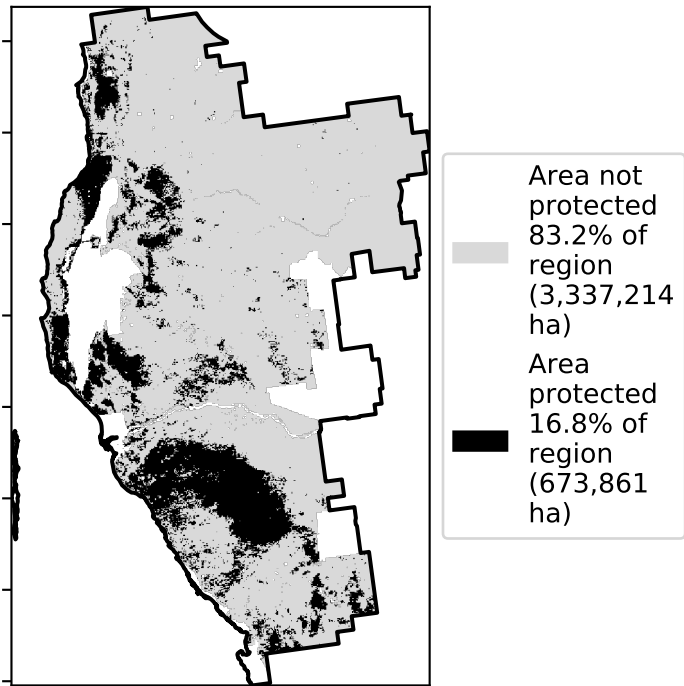 Area not
protected
83.2% of
region
(3,337,214
ha)
Area
protected
16.8% of
region
(673,861
ha)